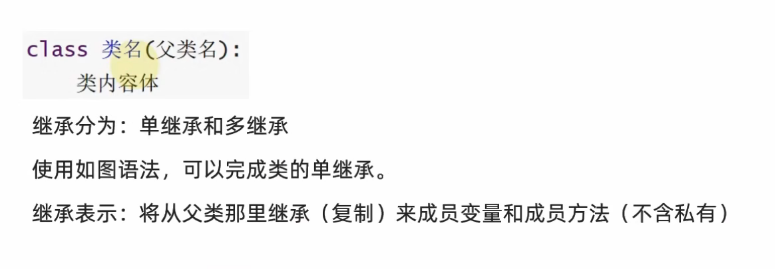 class 类名(父类名):
    类内容体
继承分为：单继承和多继承
使用如图语法，可以完成类的单继承。
继承表示：将从父类那里继承（复制）来成员变量和成员方法（不含私有）